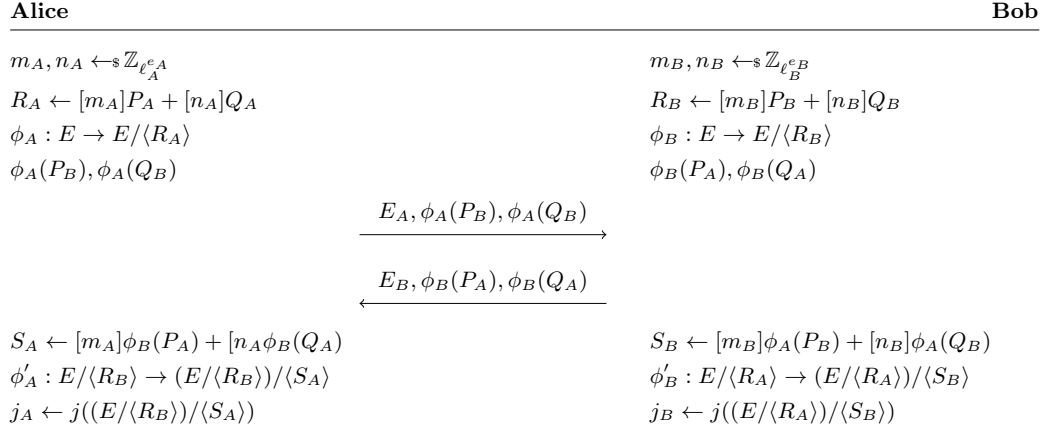 Alice Bob
m_A, n_A ←$ ℤ_{ℓ_A^{e_A}} m_B, n_B ←$ ℤ_{ℓ_B^{e_B}}
R_A ← [m_A]P_A + [n_A]Q_A R_B ← [m_B]P_B + [n_B]Q_B
ϕ_A : E → E/⟨R_A⟩ ϕ_B : E → E/⟨R_B⟩
ϕ_A(P_B), ϕ_A(Q_B) ϕ_B(P_A), ϕ_B(Q_A)
E_A, ϕ_A(P_B), ϕ_A(Q_B)
E_B, ϕ_B(P_A), ϕ_B(Q_A)
S_A ← [m_A]ϕ_B(P_A) + [n_Aϕ_B(Q_A) S_B ← [m_B]ϕ_A(P_B) + [n_B]ϕ_A(Q_B)
ϕ′_A : E/⟨R_B⟩ → (E/⟨R_B⟩)/⟨S_A⟩ ϕ′_B : E/⟨R_A⟩ → (E/⟨R_A⟩)/⟨S_B⟩
j_A ← j((E/⟨R_B⟩)/⟨S_A⟩) j_B ← j((E/⟨R_A⟩)/⟨S_B⟩)